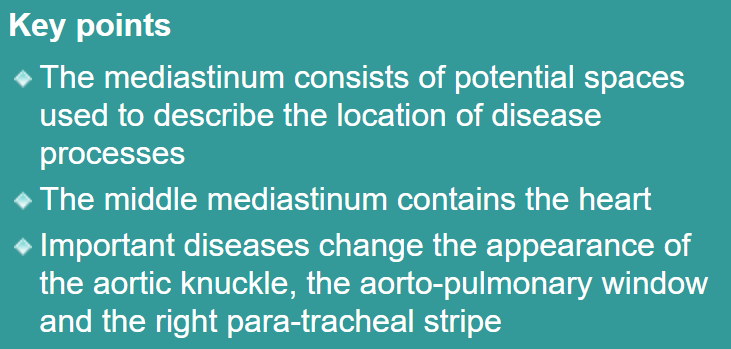 Key points
The mediastinum consists of potential spaces
used to describe the location of disease
processes
The middle mediastinum contains the heart
Important diseases change the appearance of
the aortic knuckle, the aorto-pulmonary window
and the right para-tracheal stripe